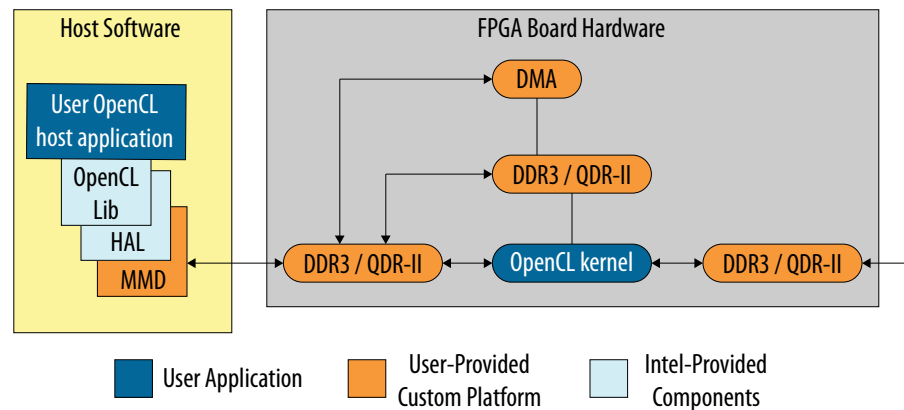 Host Software
FPGA Board Hardware
User OpenCL
host application
OpenCL
Lib
HAL
MMD
DMA
DDR3 / QDR-II
DDR3 / QDR-II
OpenCL kernel
DDR3 / QDR-II
User Application
User-Provided
Custom Platform
Intel-Provided
Components